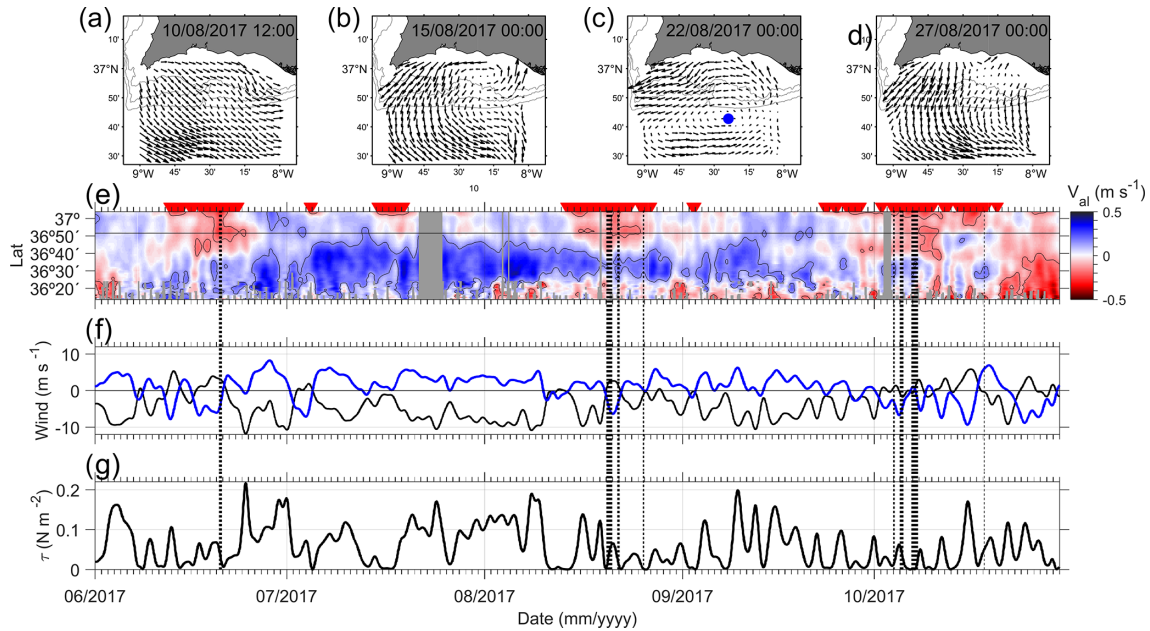 (a)
(b)
(c)
d)
10/08/2017 12:00
15/08/2017 00:00
22/08/2017 00:00
27/08/2017 00:00
10' 10' 10' 10'
37°N 37°N 37°N 37°N
50' 50' 50' 50'
40' 40' 40' 40'
30' 30' 30' 30'
9°W 45' 30' 15' 8°W 9°W 45' 30' 15' 8°W 9°W 45' 30' 15' 8°W 9°W 45' 30' 15' 8°W
10
(e)
V al (m s⁻¹)
Lat
37º
36º50´
36º40´
36º30´
36º20´
0.5
0
-0.5
(f)
Wind (m s⁻¹)
10
0
-10
(g)
τ (N m⁻²)
0.2
0.1
0
06/2017 07/2017 08/2017 09/2017 10/2017
Date (mm/yyyy)